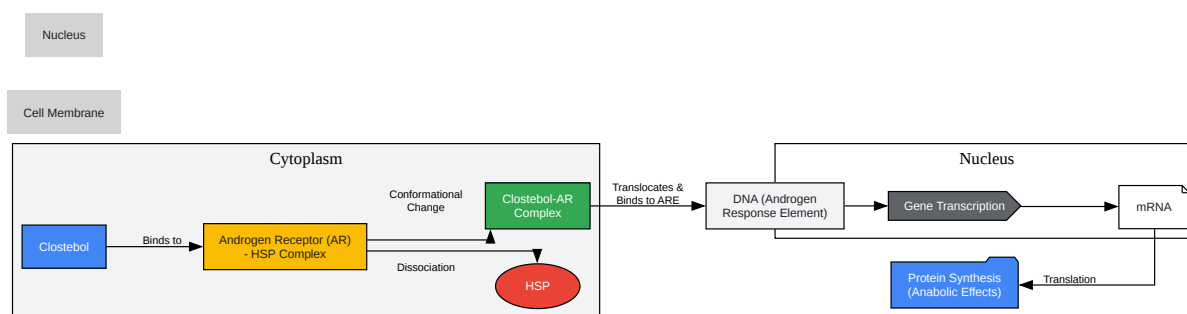 Nucleus
Cell Membrane
Cytoplasm
Nucleus
Clostebol
Binds to
Androgen Receptor (AR)
- HSP Complex
Conformational
Change
Dissociation
Clostebol-AR
Complex
HSP
Translocates &
Binds to ARE
DNA (Androgen
Response Element)
Gene Transcription
mRNA
Translation
Protein Synthesis
(Anabolic Effects)